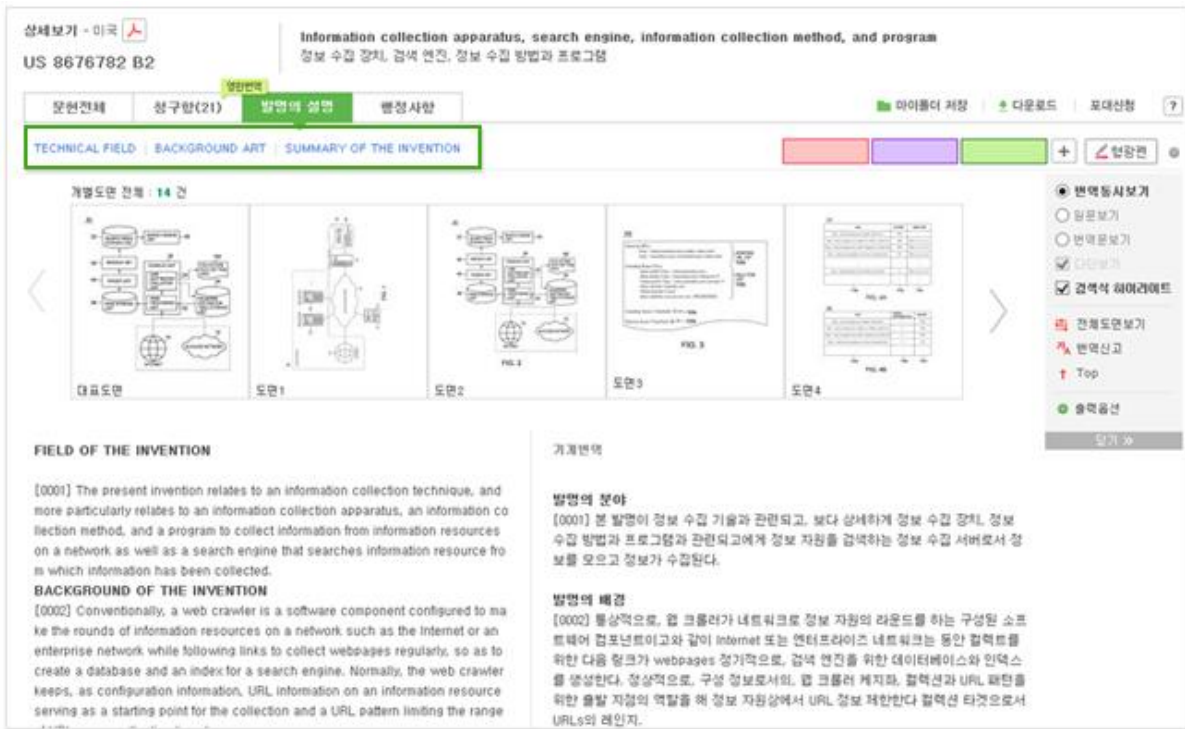 상세보기 - 미국
US 8676782 B2
Information collection apparatus, search engine, information collection method, and program
정보 수집 장치, 검색 엔진, 정보 수집 방법과 프로그램
영한번역
문헌전체 청구항(21) 발명의 설명 행정사항
마이폴더 저장 다운로드 포대신청 ?
TECHNICAL FIELD | BACKGROUND ART | SUMMARY OF THE INVENTION
+ 형광펜
개별도면 전체 : 14 건
대표도면 도면1 도면2 도면3 도면4
FIG. 2
FIG. 3
번역동시보기
원문보기
번역문보기
다단보기
검색식 하이라이트
전체도면보기
번역신고
Top
출력옵션
닫기 »
FIELD OF THE INVENTION
[0001] The present invention relates to an information collection technique, and
more particularly relates to an information collection apparatus, an information co
llection method, and a program to collect information from information resources
on a network as well as a search engine that searches information resource fro
m which information has been collected.
BACKGROUND OF THE INVENTION
[0002] Conventionally, a web crawler is a software component configured to ma
ke the rounds of information resources on a network such as the Internet or an
enterprise network while following links to collect webpages regularly, so as to
create a database and an index for a search engine. Normally, the web crawler
keeps, as configuration information, URL information on an information resource
serving as a starting point for the collection and a URL pattern limiting the range
기계번역
발명의 분야
[0001] 본 발명이 정보 수집 기술과 관련되고, 보다 상세하게 정보 수집 장치, 정보
수집 방법과 프로그램과 관련되고에게 정보 자원을 검색하는 정보 수집 서버로서 정
보를 모으고 정보가 수집된다.
발명의 배경
[0002] 통상적으로, 웹 크롤러가 네트워크로 정보 자원의 라운드를 하는 구성된 소프
트웨어 컴포넌트이고와 같이 Internet 또는 엔터프라이즈 네트워크는 동안 컬렉트를
위한 다음 링크가 webpages 정기적으로, 검색 엔진을 위한 데이터베이스와 인덱스
를 생성한다. 정상적으로, 구성 정보로서의, 웹 크롤러 케지파, 컬렉션과 URL 패턴을
위한 출발 지점의 역할을 해 정보 자원상에서 URL 정보 제한한다 컬렉션 타겟으로서
URLs의 레인지.